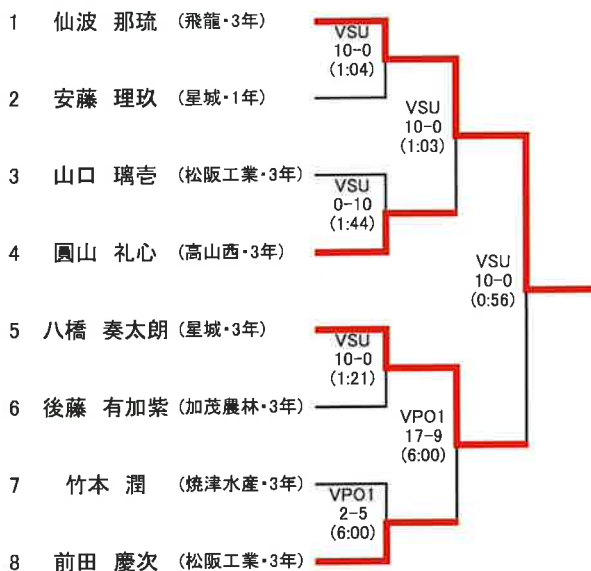 1 仙波 那琉 (飛龍・3年)
VSU
10-0
(1:04)
2 安藤 理玖 (星城・1年)
VSU
10-0
(1:03)
3 山口 璃壱 (松阪工業・3年)
VSU
0-10
(1:44)
4 圓山 礼心 (高山西・3年)
VSU
10-0
(0:56)
5 八橋 奏太朗 (星城・3年)
VSU
10-0
(1:21)
6 後藤 有加紫 (加茂農林・3年)
VPO1
17-9
(6:00)
7 竹本 潤 (焼津水産・3年)
VPO1
2-5
(6:00)
8 前田 慶次 (松阪工業・3年)